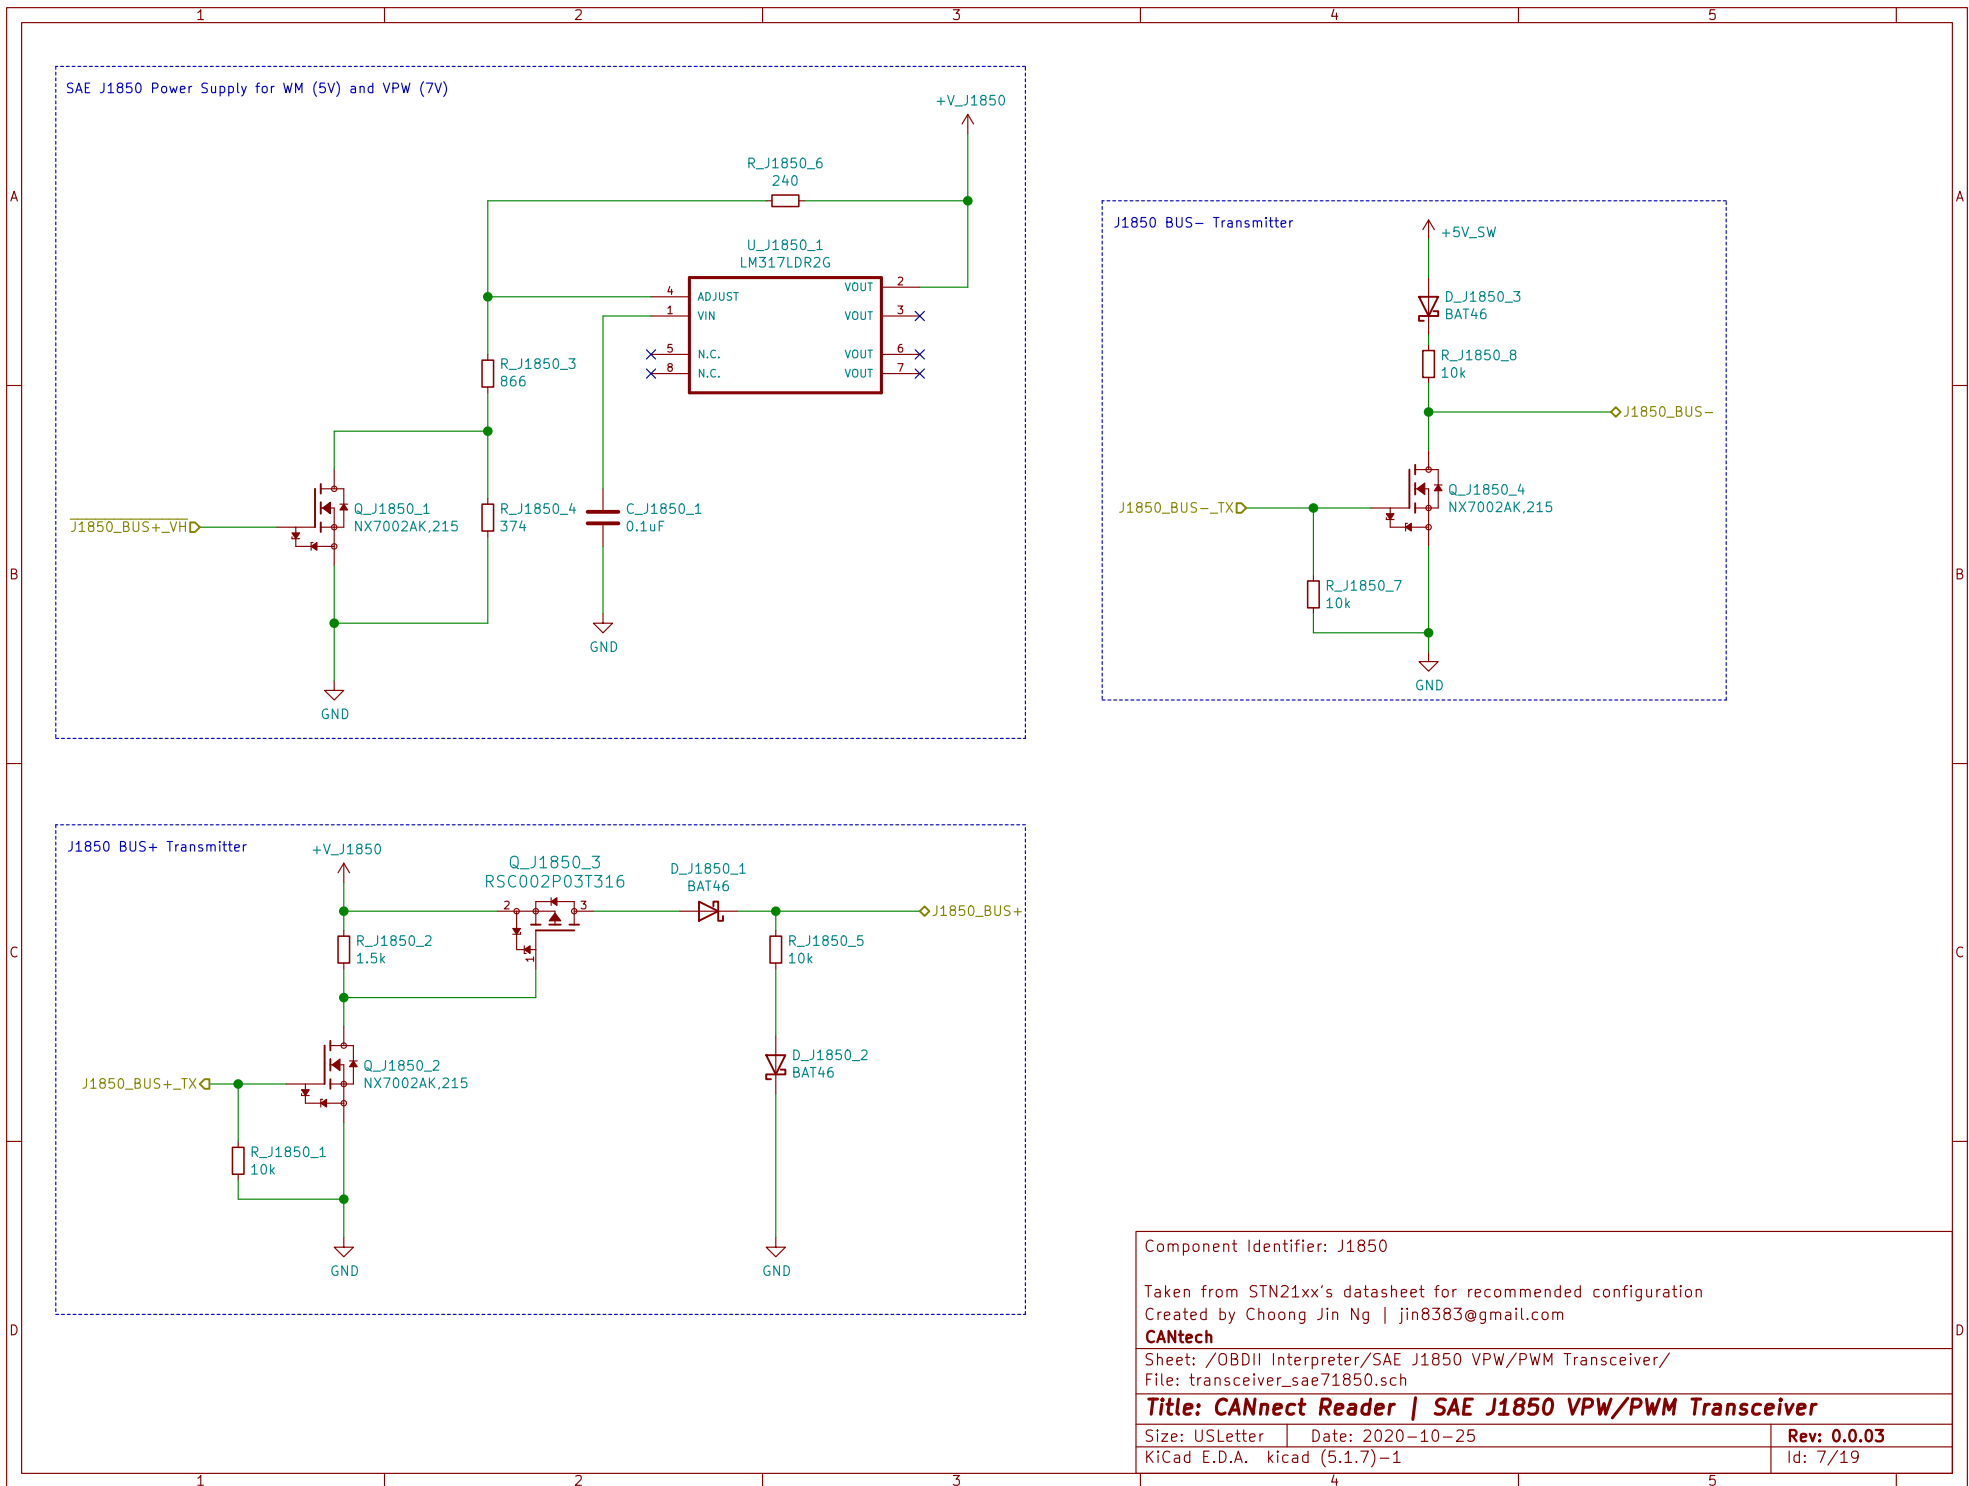 1 2 3 4 5
A
B
C
D
SAE J1850 Power Supply for WM (5V) and VPW (7V)
+V_J1850
R_J1850_6
240
U_J1850_1
LM317LDR2G
4 ADJUST
1 VIN
5 N.C.
8 N.C.
VOUT 2
VOUT 3
VOUT 6
VOUT 7
R_J1850_3
866
J1850_BUS+_VH
Q_J1850_1
NX7002AK,215
R_J1850_4
374
C_J1850_1
0.1uF
GND
GND
J1850 BUS- Transmitter
+5V_SW
D_J1850_3
BAT46
R_J1850_8
10k
J1850_BUS-
J1850_BUS-_TX
Q_J1850_4
NX7002AK,215
R_J1850_7
10k
GND
J1850 BUS+ Transmitter
+V_J1850
Q_J1850_3
RSC002P03T316
2
3
1
D_J1850_1
BAT46
J1850_BUS+
R_J1850_2
1.5k
R_J1850_5
10k
J1850_BUS+_TX
Q_J1850_2
NX7002AK,215
D_J1850_2
BAT46
R_J1850_1
10k
GND
GND
Component Identifier: J1850
Taken from STN21xx's datasheet for recommended configuration
Created by Choong Jin Ng | jin8383@gmail.com
CANtech
Sheet: /OBDII Interpreter/SAE J1850 VPW/PWM Transceiver/
File: transceiver_sae71850.sch
Title: CANnect Reader | SAE J1850 VPW/PWM Transceiver
Size: USLetter Date: 2020-10-25 Rev: 0.0.03
KiCad E.D.A. kicad (5.1.7)-1 Id: 7/19
A
B
C
D
1 2 3 4 5